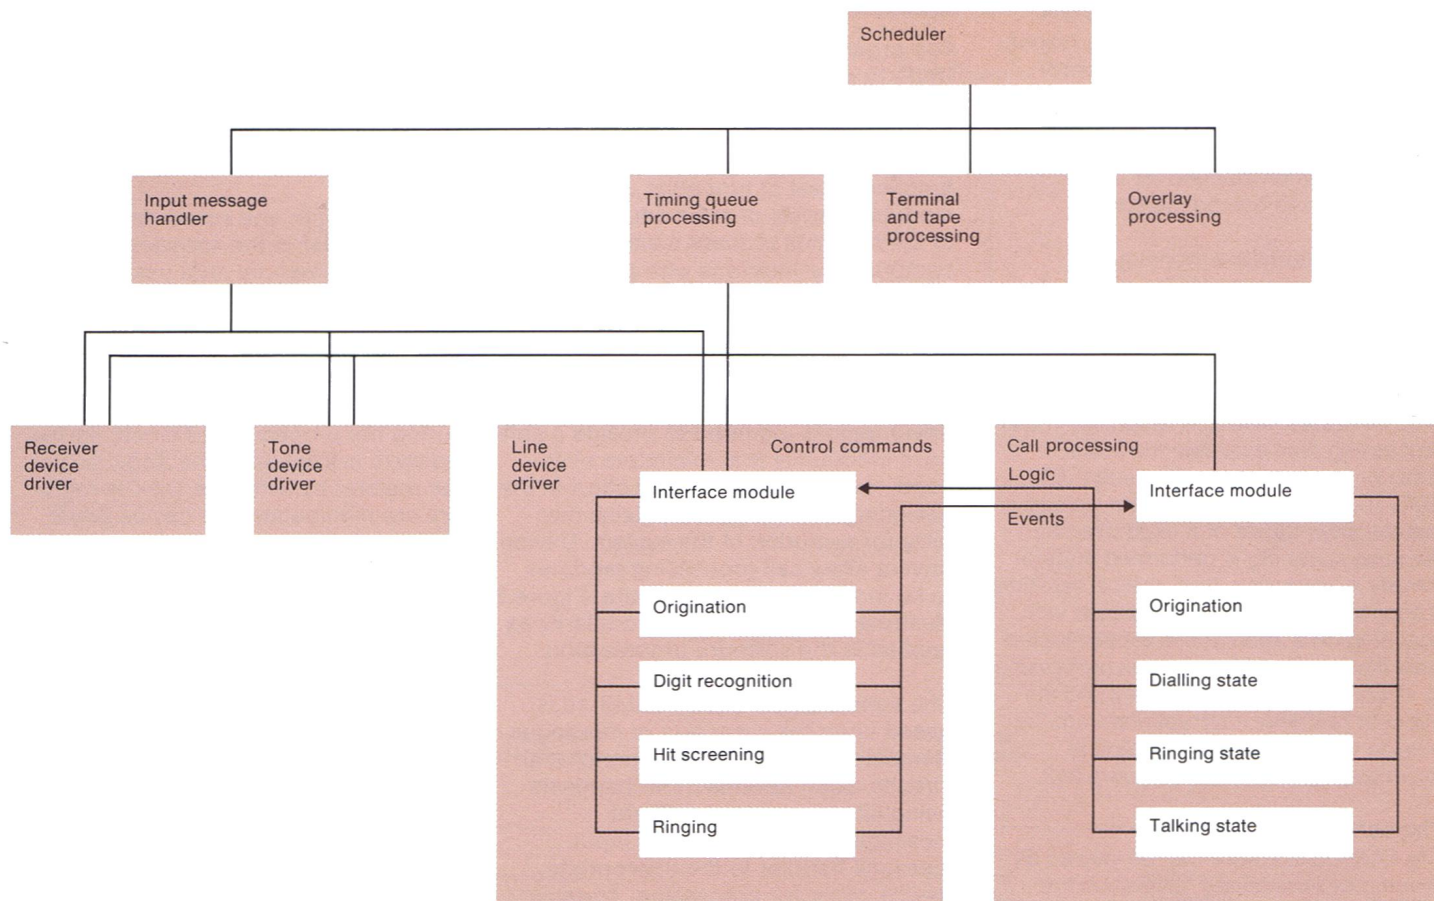 Scheduler
Input message
handler
Timing queue
processing
Terminal
and tape
processing
Overlay
processing
Receiver
device
driver
Tone
device
driver
Line
device
driver
Control commands
Interface module
Origination
Digit recognition
Hit screening
Ringing
Call processing
Logic
Events
Interface module
Origination
Dialling state
Ringing state
Talking state